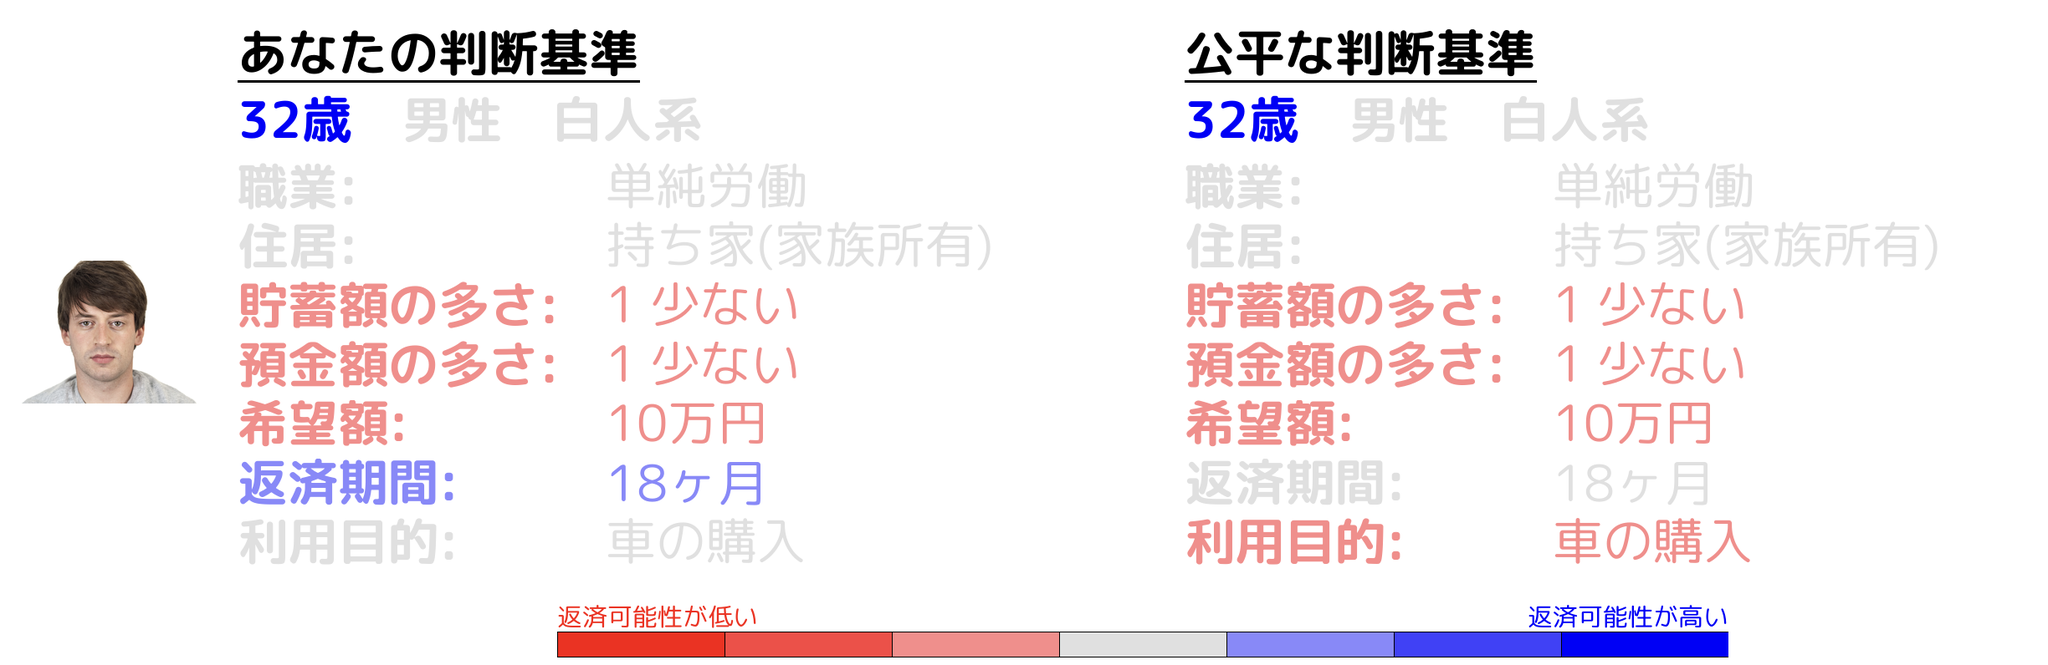 あなたの判断基準
32歳 男性 白人系
職業: 単純労働
住居: 持ち家(家族所有)
貯蓄額の多さ: 1 少ない
預金額の多さ: 1 少ない
希望額: 10万円
返済期間: 18ヶ月
利用目的: 車の購入
公平な判断基準
32歳 男性 白人系
職業: 単純労働
住居: 持ち家(家族所有)
貯蓄額の多さ: 1 少ない
預金額の多さ: 1 少ない
希望額: 10万円
返済期間: 18ヶ月
利用目的: 車の購入
返済可能性が低い
返済可能性が高い